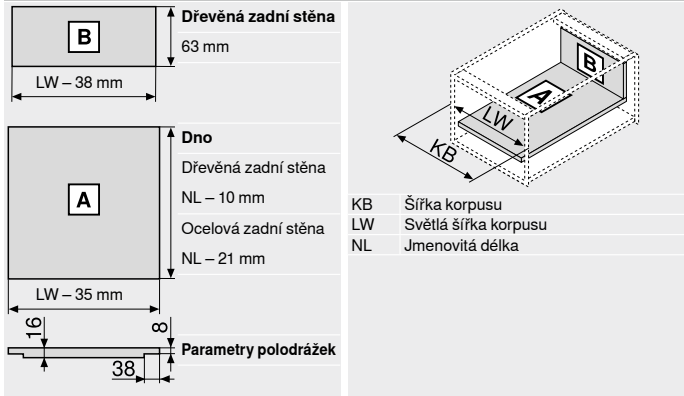 B
Dřevěná zadní stěna
63 mm
LW – 38 mm
A
Dno
Dřevěná zadní stěna
NL – 10 mm
Ocelová zadní stěna
NL – 21 mm
LW – 35 mm
16
8
38
Parametry polodrážek
B
A
LW
KB
KB Šířka korpusu
LW Světlá šířka korpusu
NL Jmenovitá délka